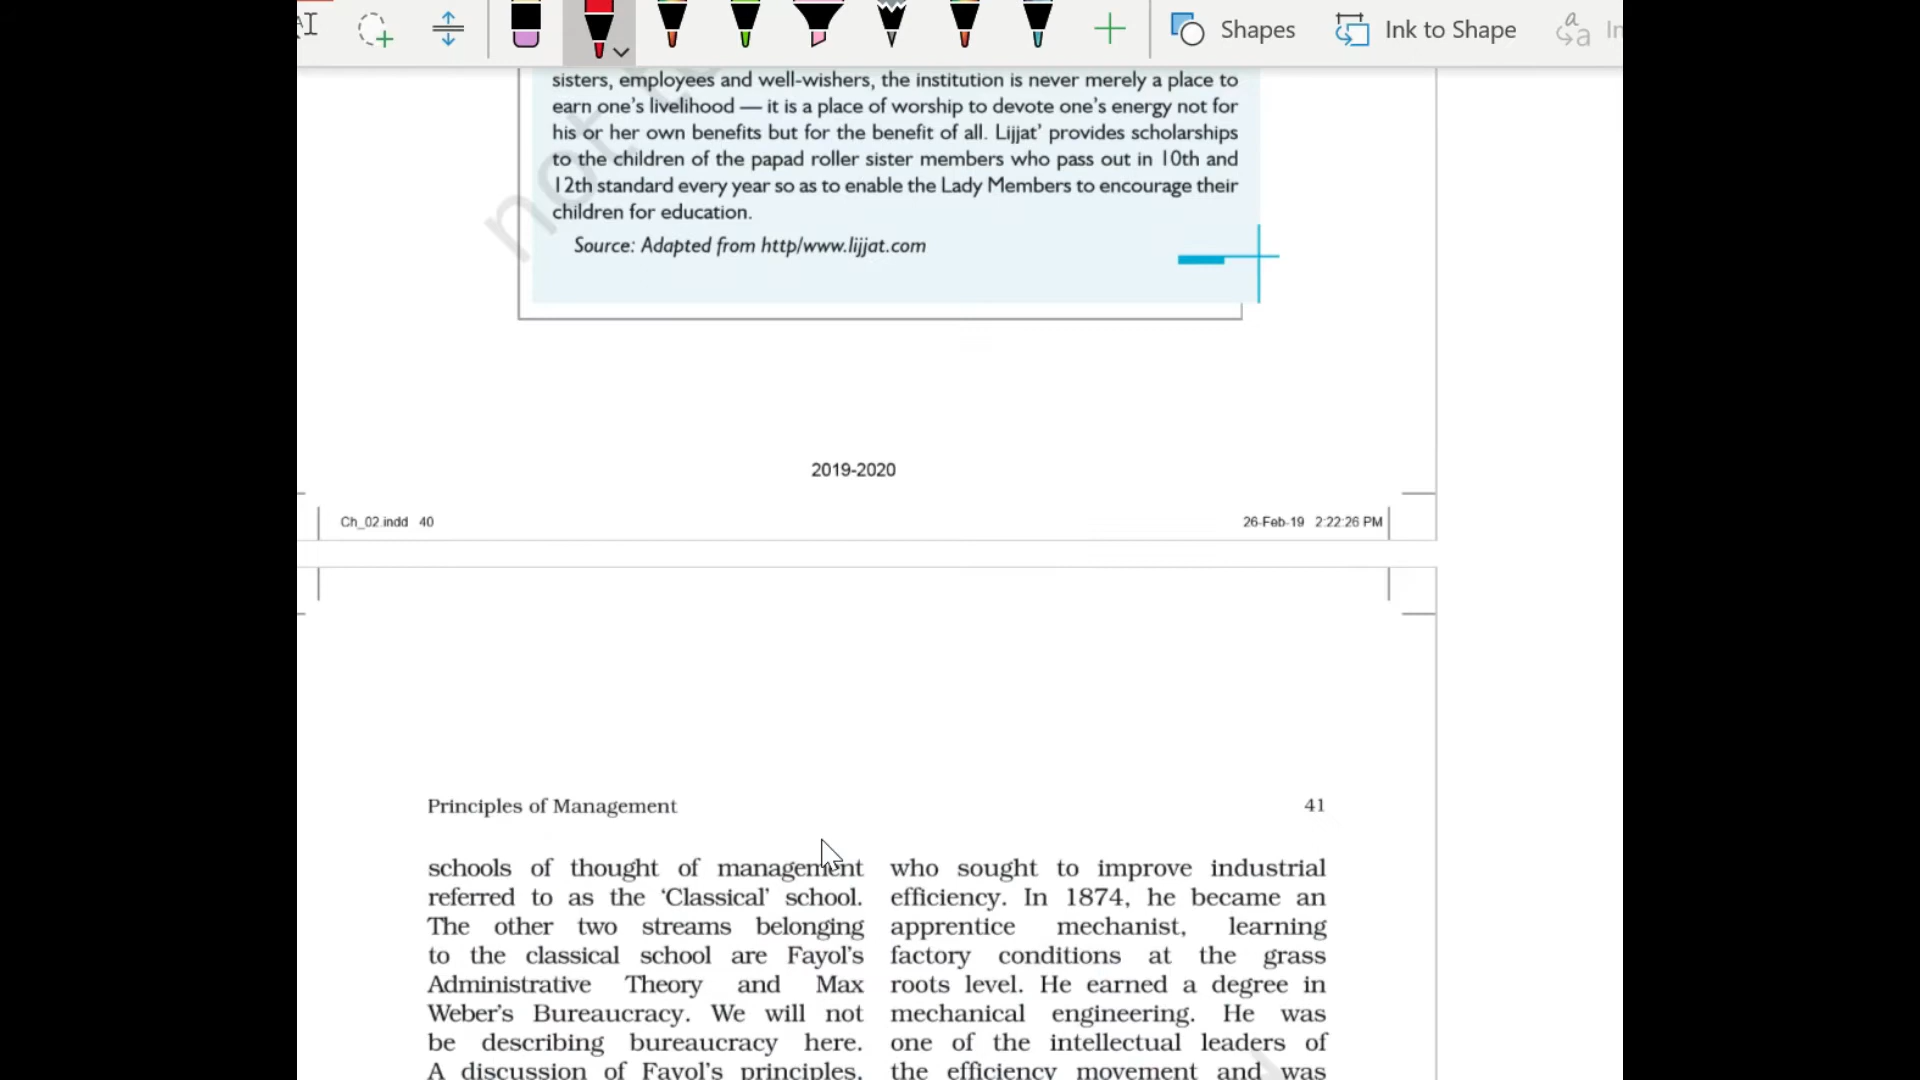 Shapes
Ink to Shape
sisters, employees and well-wishers, the institution is never merely a place to
earn one's livelihood — it is a place of worship to devote one's energy not for
his or her own benefits but for the benefit of all. Lijjat' provides scholarships
to the children of the papad roller sister members who pass out in 10th and
12th standard every year so as to enable the Lady Members to encourage their
children for education.
Source: Adapted from http/www.lijjat.com
not
2019-2020
Ch_02.indd 40
26-Feb-19 2:22:26 PM
Principles of Management
41
schools of thought of management
referred to as the 'Classical' school.
The other two streams belonging
to the classical school are Fayol's
Administrative Theory and Max
Weber's Bureaucracy. We will not
be describing bureaucracy here.
A discussion of Fayol's principles,
who sought to improve industrial
efficiency. In 1874, he became an
apprentice mechanist, learning
factory conditions at the grass
roots level. He earned a degree in
mechanical engineering. He was
one of the intellectual leaders of
the efficiency movement and was